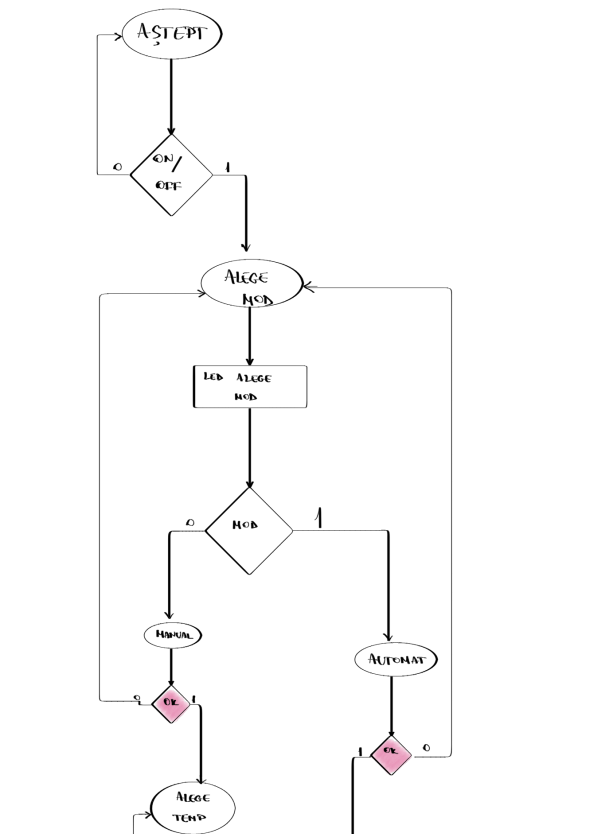 AȘTEPT
ON/
OFF
0
1
ALEGE
MOD
LED ALEGE
MOD
MOD
0
1
MANUAL
AUTOMAT
OK
0
1
OK
1
0
ALEGE
TEMP